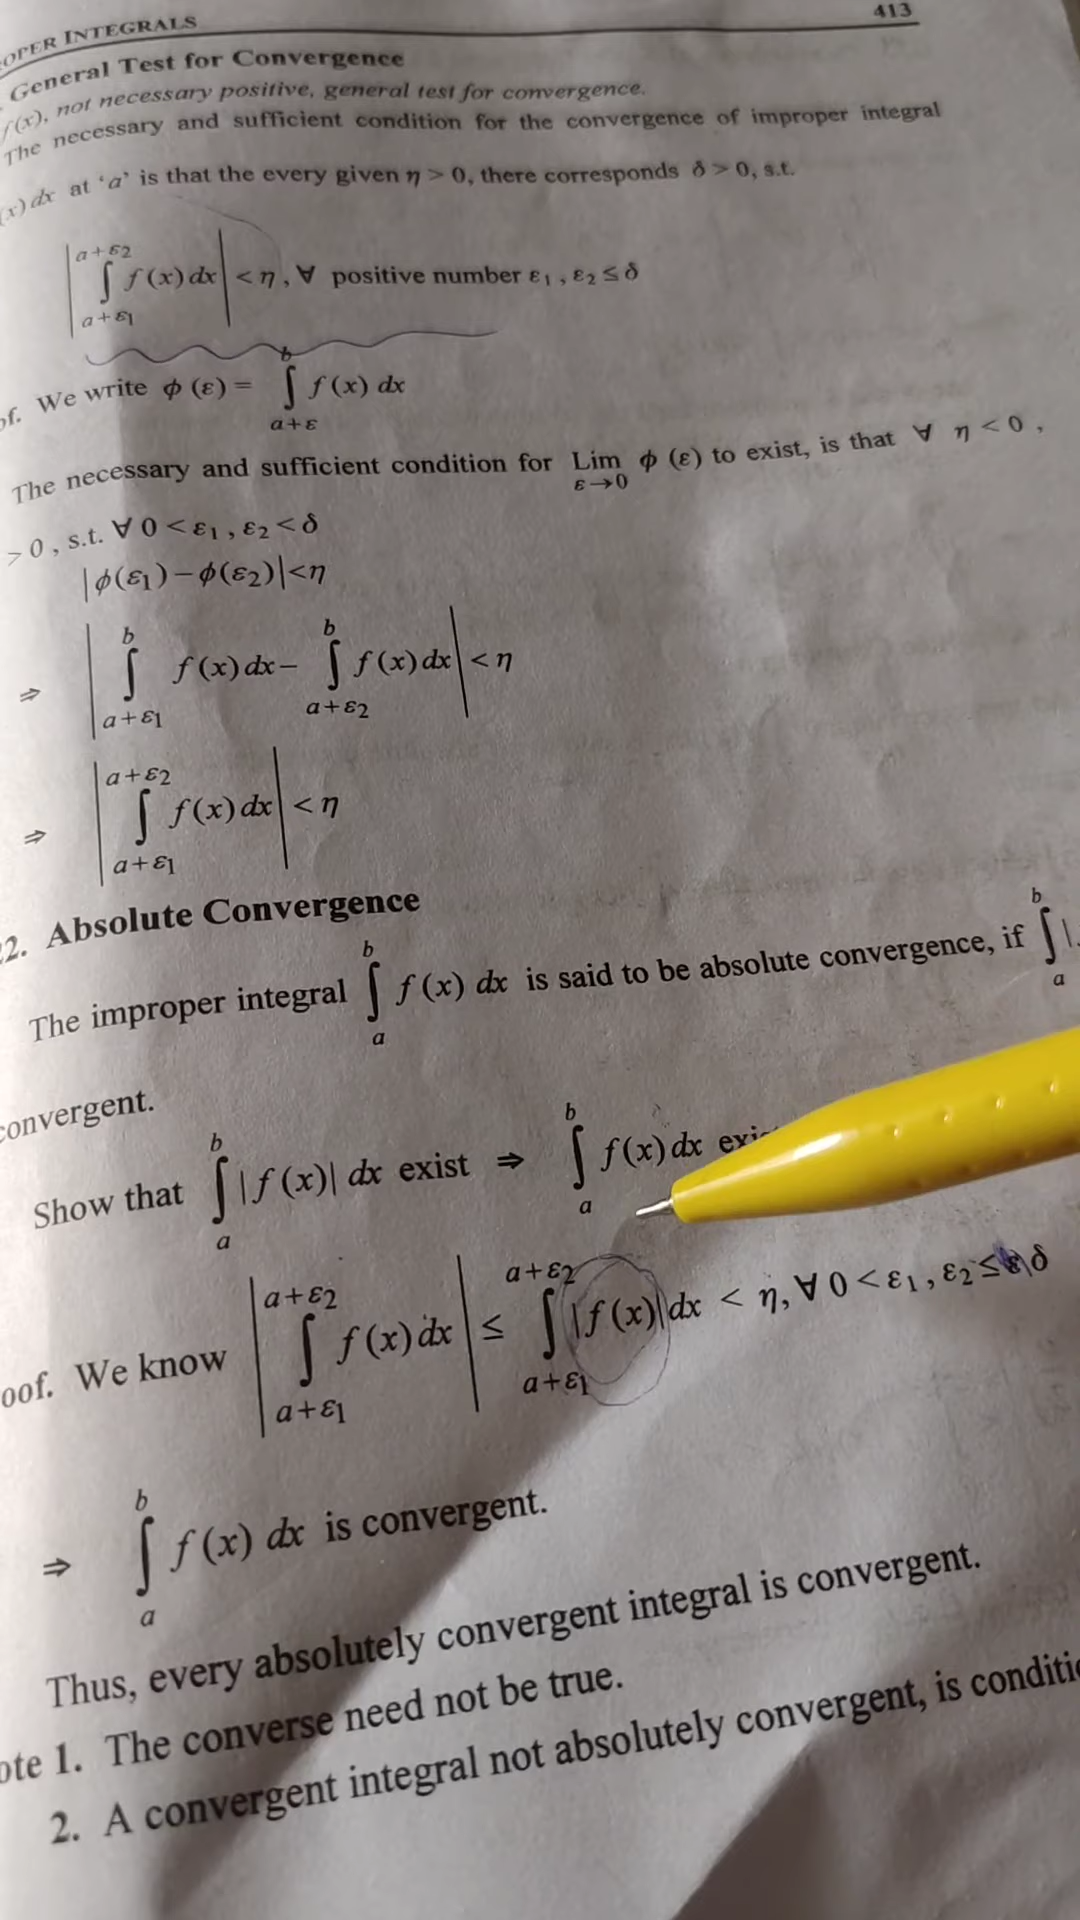 OPER INTEGRALS 413
General Test for Convergence
f(x), not necessary positive, general test for convergence.
The necessary and sufficient condition for the convergence of improper integral
(x) dx at ‘a’ is that the every given η > 0, there corresponds δ > 0, s.t.
| ∫_{a+ε1}^{a+ε2} f(x) dx | < η, ∀ positive number ε1, ε2 ≤ δ
of. We write φ(ε) = ∫_{a+ε}^{b} f(x) dx
The necessary and sufficient condition for Lim_{ε→0} φ(ε) to exist, is that ∀ η < 0,
> 0, s.t. ∀ 0 < ε1, ε2 < δ
|φ(ε1) − φ(ε2)| < η
⇒ | ∫_{a+ε1}^{b} f(x) dx − ∫_{a+ε2}^{b} f(x) dx | < η
⇒ | ∫_{a+ε1}^{a+ε2} f(x) dx | < η
2. Absolute Convergence
The improper integral ∫_{a}^{b} f(x) dx is said to be absolute convergence, if ∫_{a}^{b} |
convergent.
Show that ∫_{a}^{b} |f(x)| dx exist ⇒ ∫_{a}^{b} f(x) dx exi
oof. We know | ∫_{a+ε1}^{a+ε2} f(x) dx | ≤ ∫_{a+ε1}^{a+ε2} |f(x)| dx < η, ∀ 0 < ε1, ε2 ≤ δ
⇒ ∫_{a}^{b} f(x) dx is convergent.
Thus, every absolutely convergent integral is convergent.
ote 1. The converse need not be true.
2. A convergent integral not absolutely convergent, is conditio